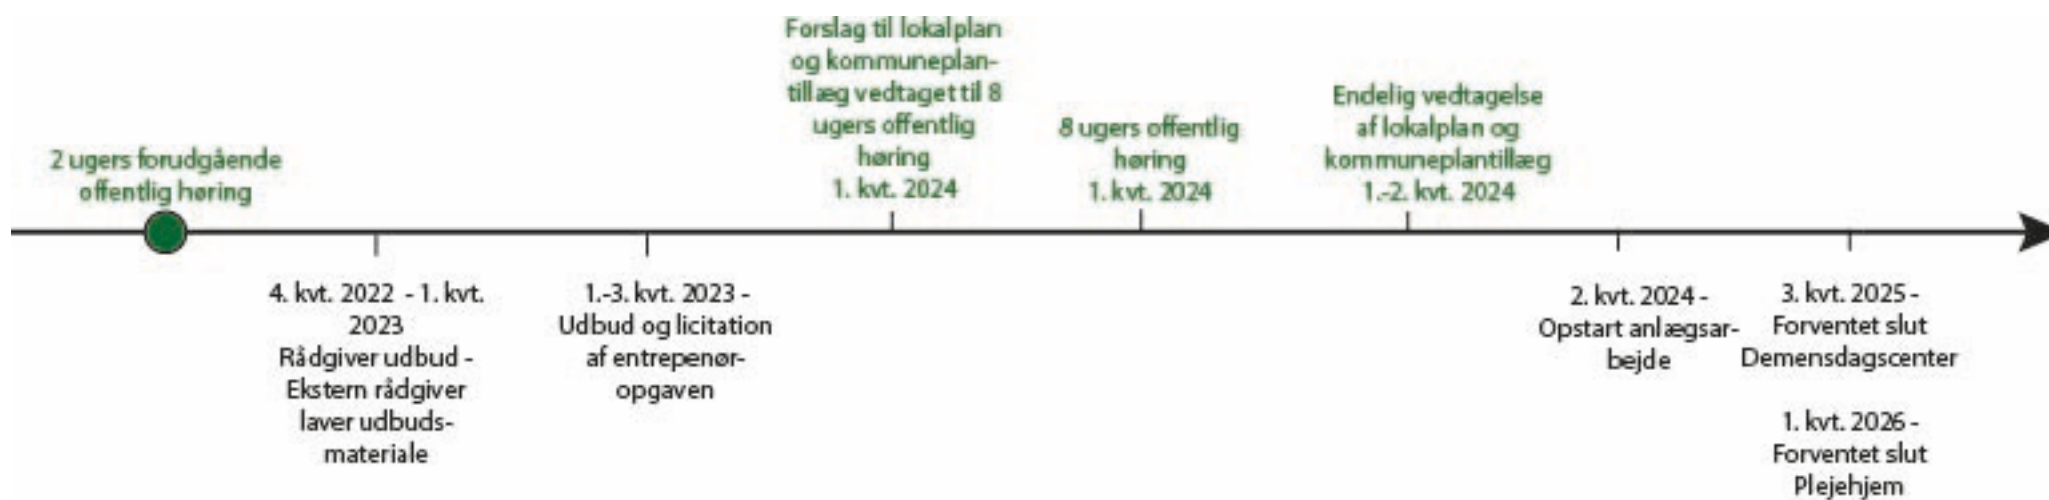 2 ugers forudgående
offentlig høring
4. kvt. 2022 - 1. kvt.
2023
Rådgiver udbud -
Ekstern rådgiver
laver udbuds-
materiale
1.-3. kvt. 2023 -
Udbud og licitation
af entrepenør-
opgaven
Forslag til lokalplan
og kommuneplan-
tillæg vedtaget til 8
ugers offentlig
høring
1. kvt. 2024
8 ugers offentlig
høring
1. kvt. 2024
Endelig vedtagelse
af lokalplan og
kommuneplantillæg
1.-2. kvt. 2024
2. kvt. 2024 -
Opstart anlægsar-
bejde
3. kvt. 2025 -
Forventet slut
Demensdagscenter
1. kvt. 2026 -
Forventet slut
Plejehjem